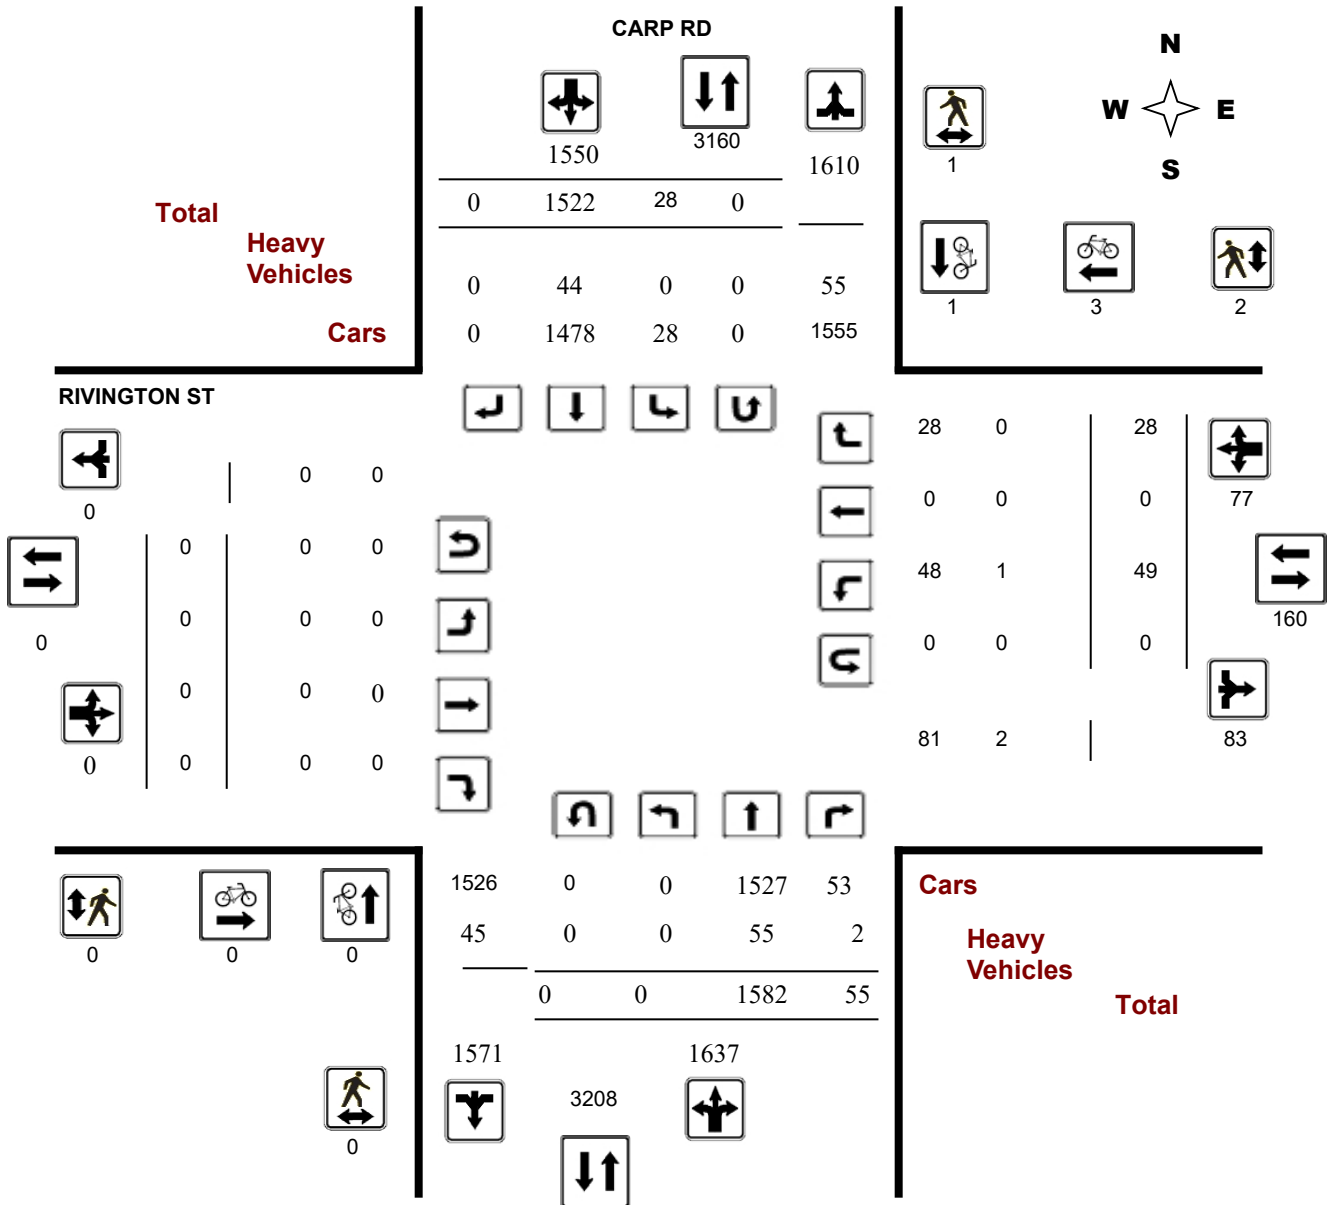 CARP RD
N
W E
S
1550 3160 1610 1
0 1522 28 0
Total
Heavy
Vehicles
0 44 0 0 55
Cars 0 1478 28 0 1555
1 3 2
RIVINGTON ST
28 0 28
0 0
0
0 0 0 77
0 0 0
48 1 49
160
0 0 0
0
0 0 0
0 0 0
81 2 83
0 0 0 0
1526 0 0 1527 53
Cars
45 0 0 55 2
Heavy
Vehicles
0 0 0
0 0 1582 55
Total
1571 1637
3208
0